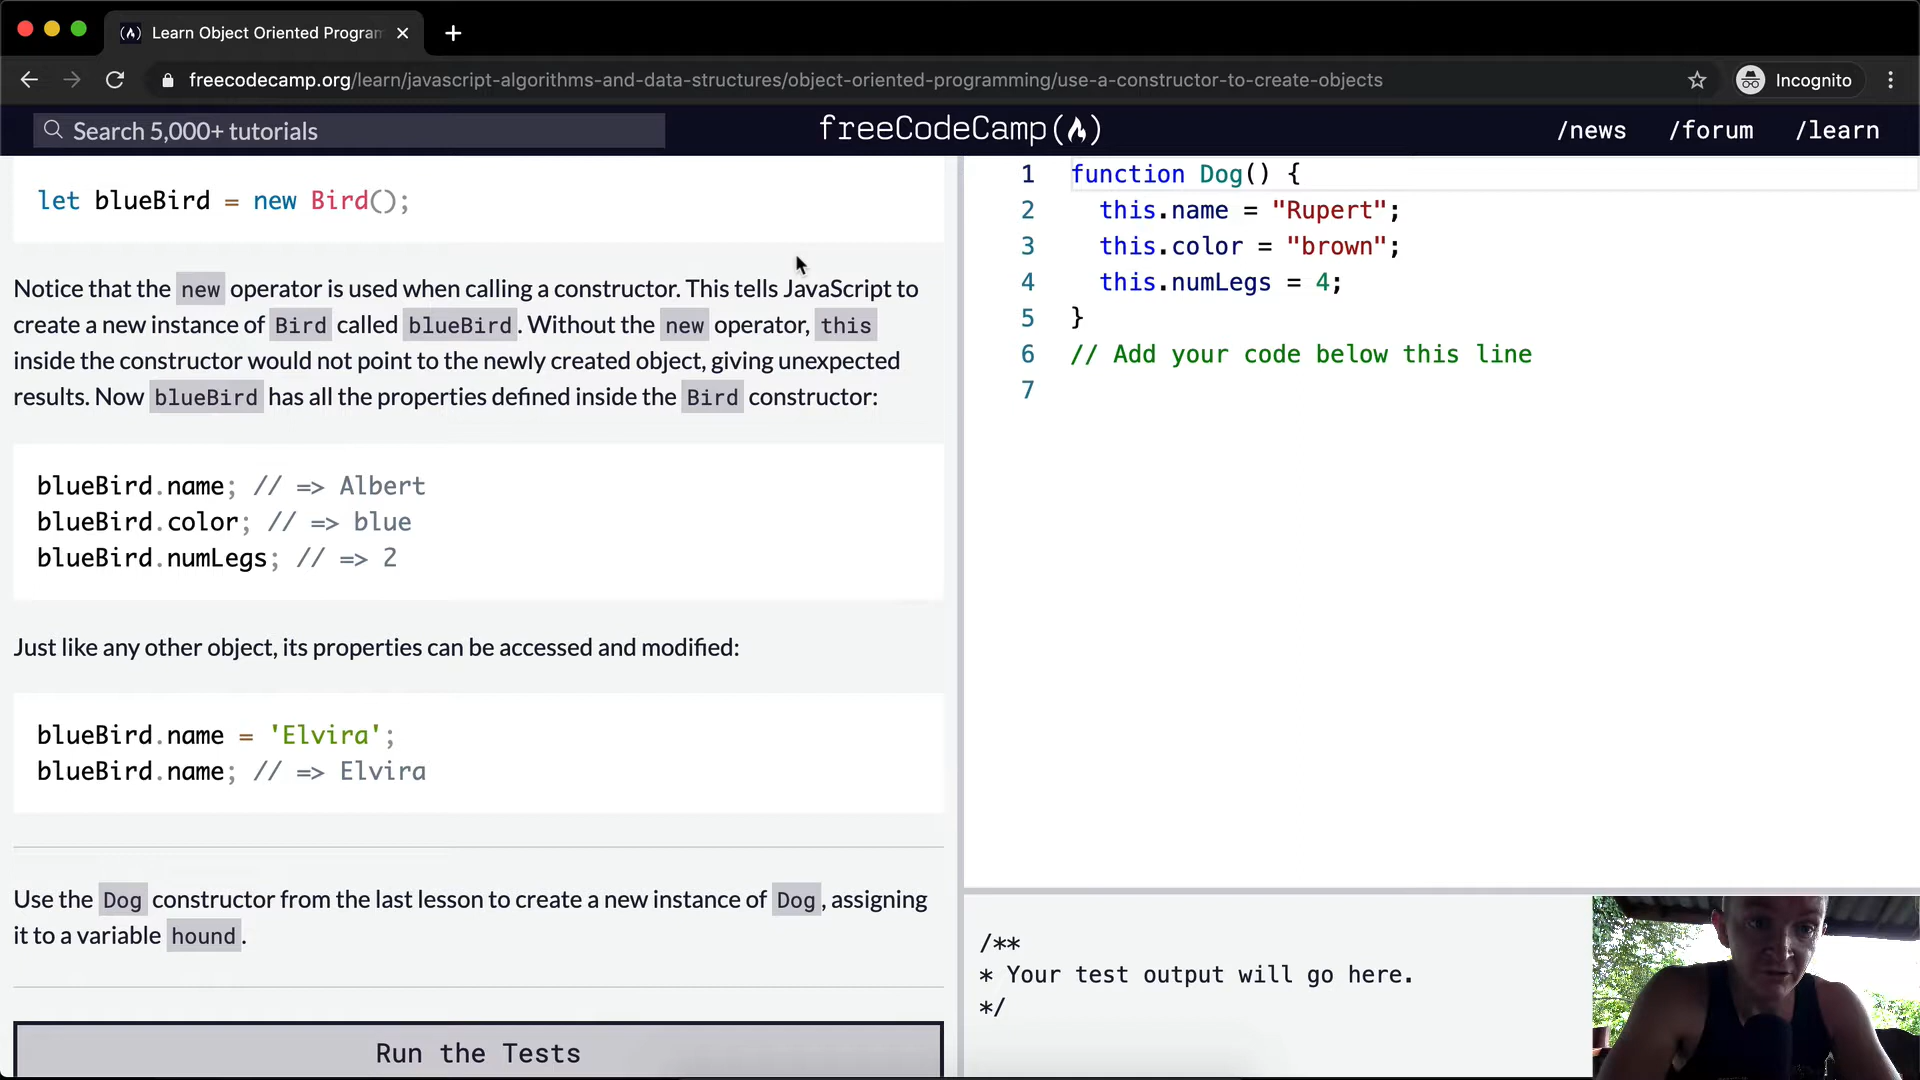 Learn Object Oriented Program
freecodecamp.org/learn/javascript-algorithms-and-data-structures/object-oriented-programming/use-a-constructor-to-create-objects
Incognito
Search 5,000+ tutorials
freeCodeCamp
/news /forum /learn
let blueBird = new Bird();
Notice that the new operator is used when calling a constructor. This tells JavaScript to
create a new instance of Bird called blueBird. Without the new operator, this
inside the constructor would not point to the newly created object, giving unexpected
results. Now blueBird has all the properties defined inside the Bird constructor:
blueBird.name; // => Albert
blueBird.color; // => blue
blueBird.numLegs; // => 2
Just like any other object, its properties can be accessed and modified:
blueBird.name = 'Elvira';
blueBird.name; // => Elvira
Use the Dog constructor from the last lesson to create a new instance of Dog, assigning
it to a variable hound.
Run the Tests
1 function Dog() {
2 this.name = "Rupert";
3 this.color = "brown";
4 this.numLegs = 4;
5 }
6 // Add your code below this line
7
/**
* Your test output will go here.
*/